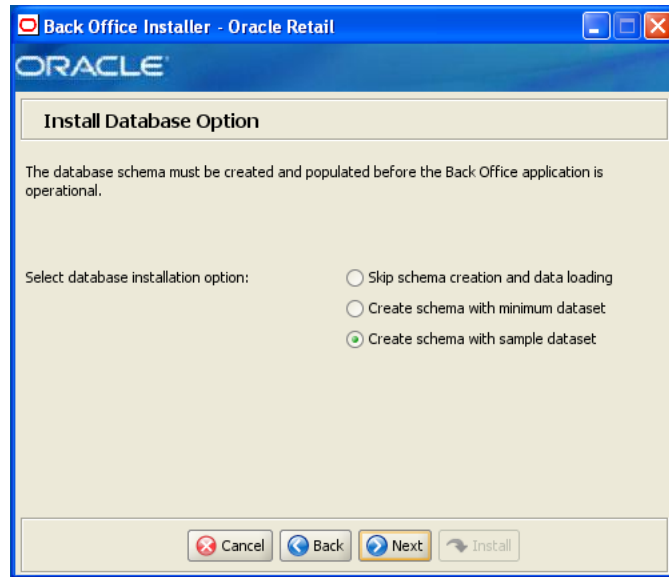 Back Office Installer - Oracle Retail
ORACLE
Install Database Option
The database schema must be created and populated before the Back Office application is
operational.
Select database installation option:
Skip schema creation and data loading
Create schema with minimum dataset
Create schema with sample dataset
Cancel
Back
Next
Install